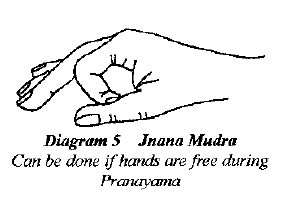 Diagram 5 Jnana Mudra
Can be done if hands are free during
Pranayama